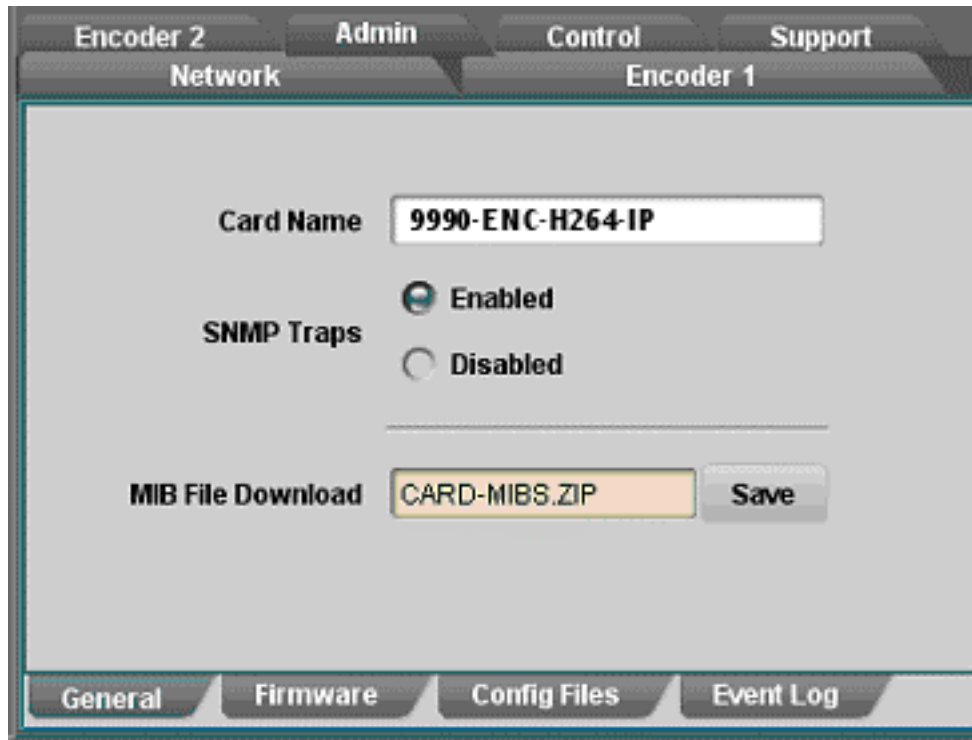 Encoder 2 Admin Control Support
Network Encoder 1
Card Name 9990-ENC-H264-IP
Enabled
SNMP Traps
Disabled
MIB File Download CARD-MIBS.ZIP Save
General Firmware Config Files Event Log